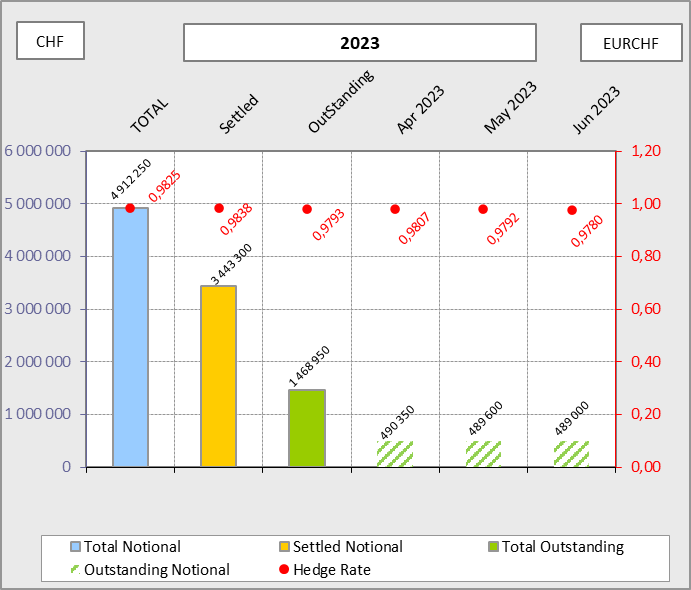 CHF
2023
EURCHF
TOTAL
Settled
OutStanding
Apr 2023
May 2023
Jun 2023
6 000 000
5 000 000
4 000 000
3 000 000
2 000 000
1 000 000
0
4 912 250
3 443 300
1 468 950
490 350
489 600
489 000
0,9825
0,9838
0,9793
0,9807
0,9792
0,9780
1,20
1,00
0,80
0,60
0,40
0,20
0,00
Total Notional
Settled Notional
Total Outstanding
Outstanding Notional
Hedge Rate